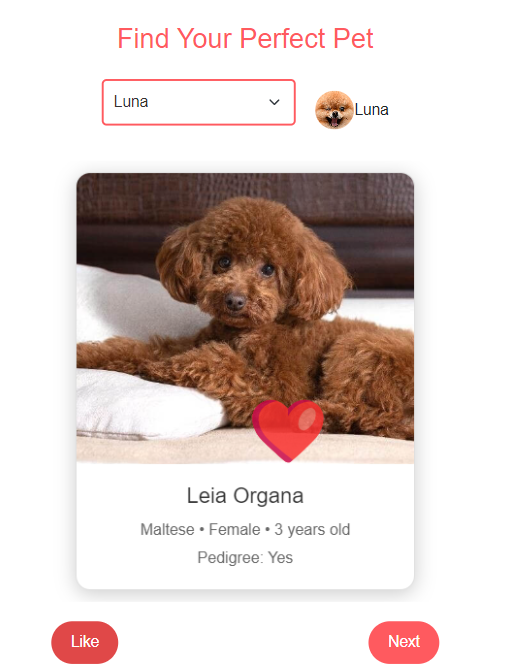 Find Your Perfect Pet
Luna
Luna
Leia Organa
Maltese • Female • 3 years old
Pedigree: Yes
Like
Next